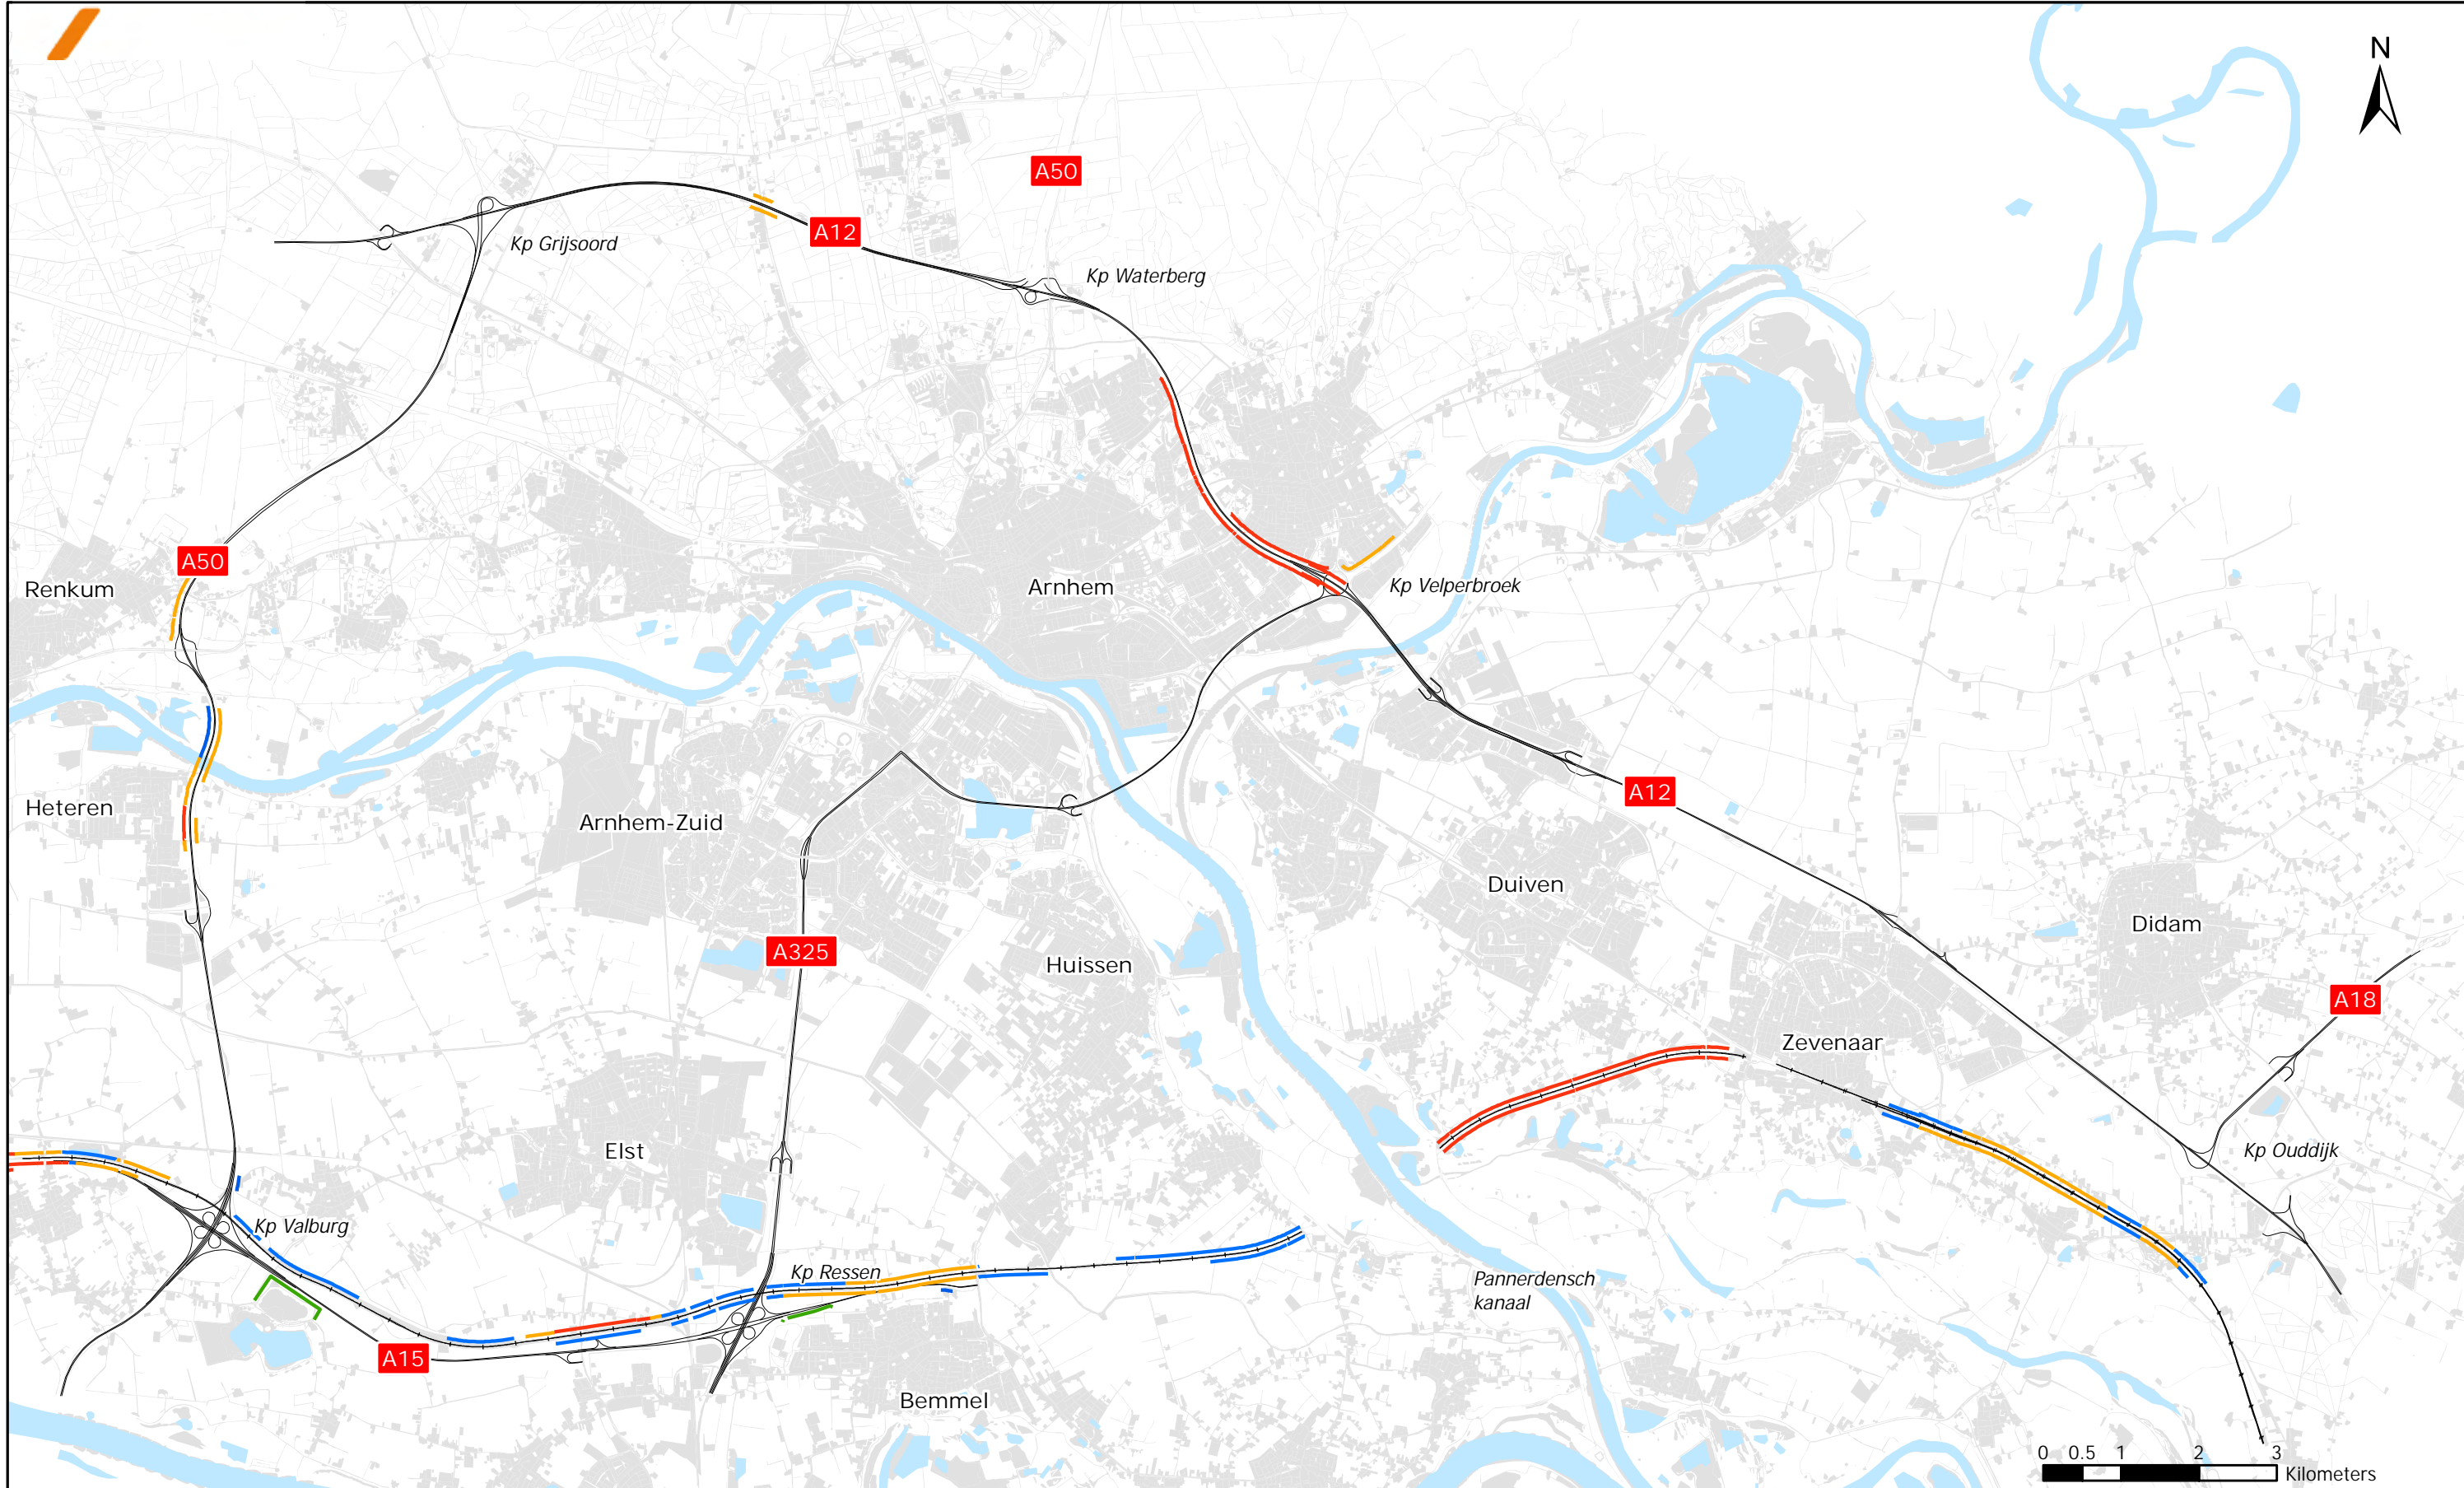 N
A50
A12
Kp Grijsoord
Kp Waterberg
A50
Renkum
Arnhem
Kp Velperbroek
A12
Heteren
Arnhem-Zuid
Duiven
Didam
A325
Huissen
A18
Zevenaar
Elst
Kp Ouddijk
Kp Valburg
Kp Ressen
Pannerdensch
kanaal
A15
Bemmel
0 0.5 1 2 3
Kilometers